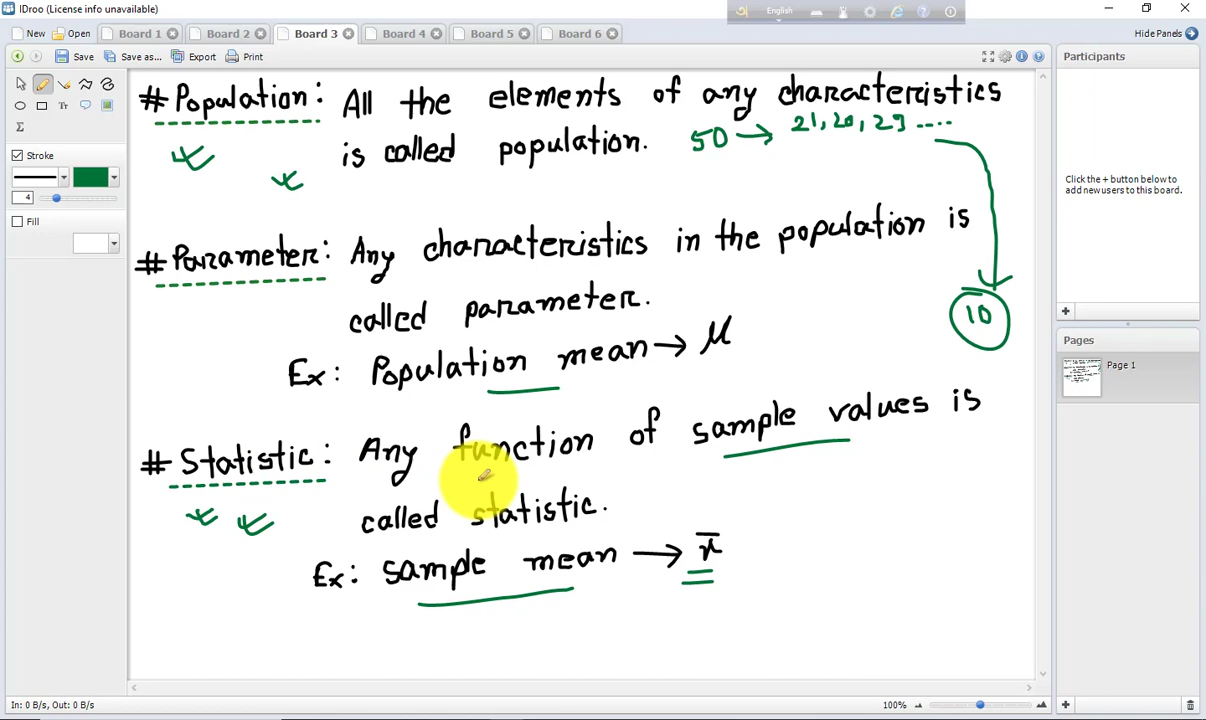 IDroo (License info unavailable)
English
New Open Board 1 Board 2 Board 3 Board 4 Board 5 Board 6 Hide Panels
Save Save as... Export Print
Participants
Click the + button below to
add new users to this board.
Pages
Page 1
Tr
Σ
Stroke
4
Fill
# Population: All the elements of any characteristics
is called population. 50 → 21, 20, 29 ....
10
# Parameter: Any characteristics in the population is
called parameter.
Ex: Population mean → μ
# Statistic: Any function of sample values is
called statistic.
Ex: sample mean → x̄
In: 0 B/s, Out: 0 B/s
100%